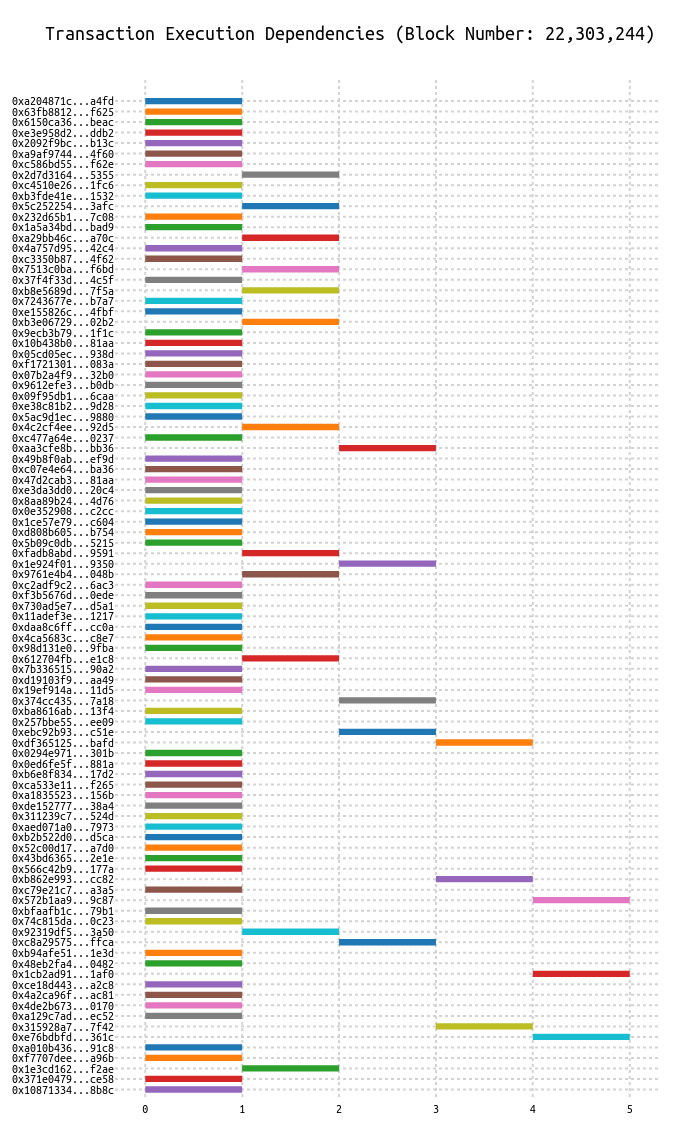 Transaction Execution Dependencies (Block Number: 22,303,244)
0xa204871c...a4fd
0x63fb8812...f625
0x6150ca36...beac
0xe3e958d2...ddb2
0x2092f9bc...b13c
0xa9af9744...4f60
0xc586bd55...f62e
0x2d7d3164...5355
0xc4510e26...1fc6
0xb3fde41e...1532
0x5c252254...3afc
0x232d65b1...7c08
0x1a5a34bd...bad9
0xa29bb46c...a70c
0x4a757d95...42c4
0xc3350b87...4f62
0x7513c0ba...f6bd
0x37f4f33d...4c5f
0xb8e5689d...7f5a
0x7243677e...b7a7
0xe155826c...4fbf
0xb3e06729...02b2
0x9ecb3b79...1f1c
0x10b438b0...81aa
0x05cd05ec...938d
0xf1721301...083a
0x07b2a4f9...32b0
0x9612efe3...b0db
0x09f95db1...6caa
0xe38c81b2...9d28
0x5ac9d1ec...9880
0x4c2cf4ee...92d5
0xc477a64e...0237
0xaa3cfe8b...bb36
0x49b8f0ab...ef9d
0xc07e4e64...ba36
0x47d2cab3...81aa
0xe3da3dd0...20c4
0x8aa89b24...4d76
0x0e352908...c2cc
0x1ce57e79...c604
0xd808b605...b754
0x5b09c0db...5215
0xfadb8abd...9591
0x1e924f01...9350
0x9761e4b4...048b
0xc2adf9c2...6ac3
0xf3b5676d...0ede
0x730ad5e7...d5a1
0x11adef3e...1217
0xdaa8c6ff...cc0a
0x4ca5683c...c8e7
0x98d131e0...9fba
0x612704fb...e1c8
0x7b336515...90a2
0xd19103f9...aa49
0x19ef914a...11d5
0x374cc435...7a18
0xba8616ab...13f4
0x257bbe55...ee09
0xebc92b93...c51e
0xdf365125...bafd
0x0294e971...301b
0x0ed6fe5f...881a
0xb6e8f834...17d2
0xca533e11...f265
0xa1835523...156b
0xde152777...38a4
0x311239c7...524d
0xaed071a0...7973
0xb2b522d0...d5ca
0x52c00d17...a7d0
0x43bd6365...2e1e
0x566c42b9...177a
0xb862e993...cc82
0xc79e21c7...a3a5
0x572b1aa9...9c87
0xbfaafb1c...79b1
0x74c815da...0c23
0x92319df5...3a50
0xc8a29575...ffca
0xb94afe51...1e3d
0x48eb2fa4...0482
0x1cb2ad91...1af0
0xce18d443...a2c8
0x4a2ca96f...ac81
0x4de2b673...0170
0xa129c7ad...ec52
0x315928a7...7f42
0xe76bdbfd...361c
0xa010b436...91c8
0xf7707dee...a96b
0x1e3cd162...f2ae
0x371e0479...ce58
0x10871334...8b8c
0 1 2 3 4 5